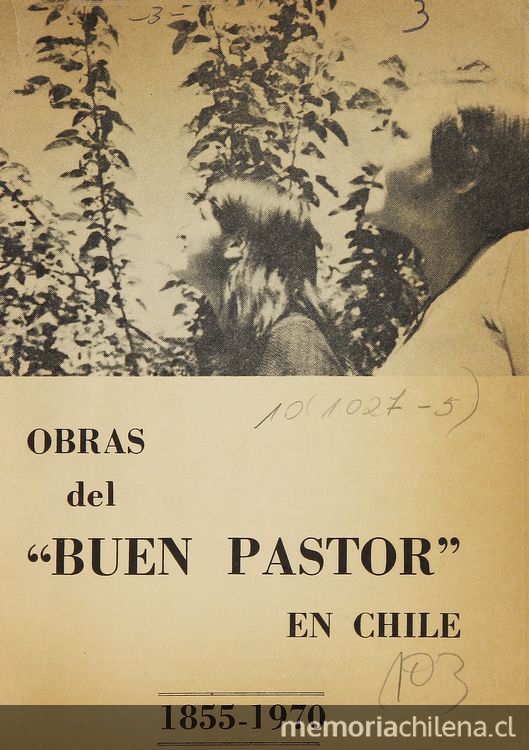 -3-
3
10(1027-5)
OBRAS
del
“BUEN PASTOR”
EN CHILE
103
1855-1970
memoriachilena.cl